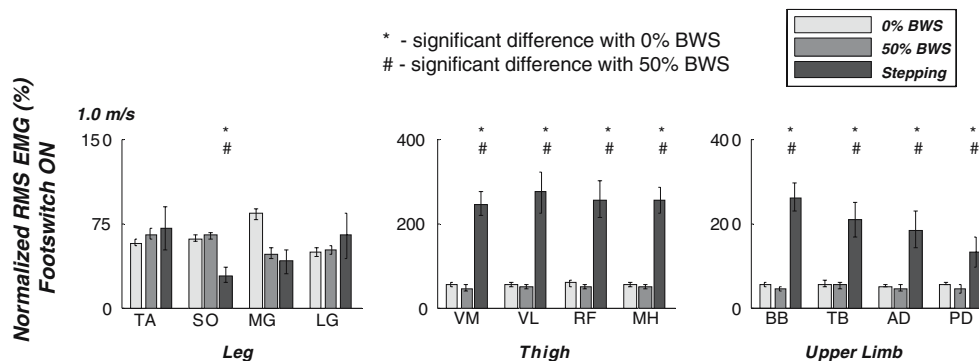 * - significant difference with 0% BWS
# - significant difference with 50% BWS
0% BWS
50% BWS
Stepping
Normalized RMS EMG (%)
Footswitch ON
1.0 m/s
150
75
0
* #
TA SO MG LG
Leg
400
200
0
* * * *
# # # #
VM VL RF MH
Thigh
400
200
0
* * * *
# # # #
BB TB AD PD
Upper Limb